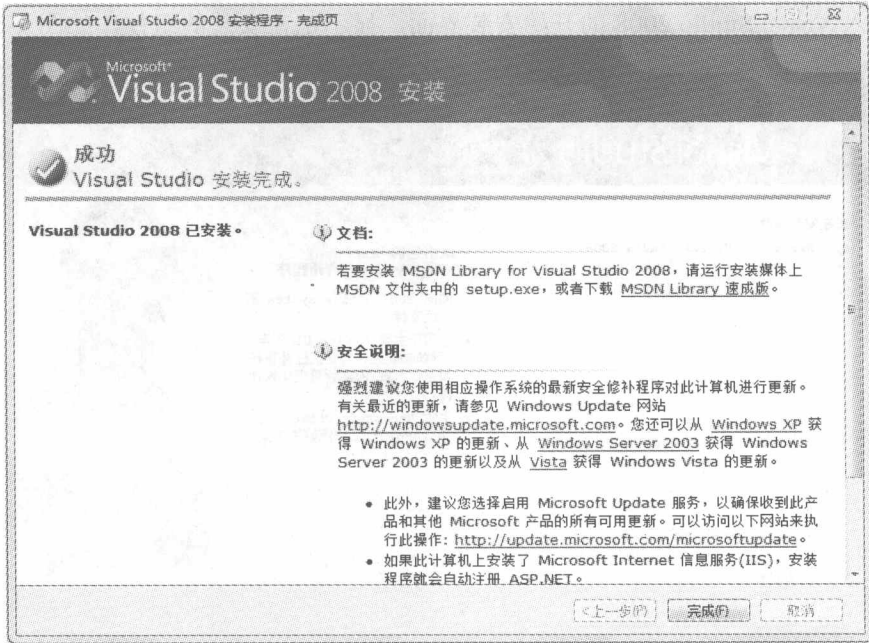 Microsoft Visual Studio 2008 安装程序 - 完成页
Microsoft®
Visual Studio® 2008 安装
成功
Visual Studio 安装完成。
Visual Studio 2008 已安装。
文档:
若要安装 MSDN Library for Visual Studio 2008，请运行安装媒体上
MSDN 文件夹中的 setup.exe，或者下载 MSDN Library 速成版。
安全说明:
强烈建议您使用相应操作系统的最新安全修补程序对此计算机进行更新。
有关最近的更新，请参见 Windows Update 网站
http://windowsupdate.microsoft.com。您还可以从 Windows XP 获
得 Windows XP 的更新、从 Windows Server 2003 获得 Windows
Server 2003 的更新以及从 Vista 获得 Windows Vista 的更新。
• 此外，建议您选择启用 Microsoft Update 服务，以确保收到此产
品和其他 Microsoft 产品的所有可用更新。可以访问以下网站来执
行此操作: http://update.microsoft.com/microsoftupdate。
• 如果此计算机上安装了 Microsoft Internet 信息服务(IIS)，安装
程序就会自动注册 ASP.NET。
<上一步(P)
完成(F)
取消